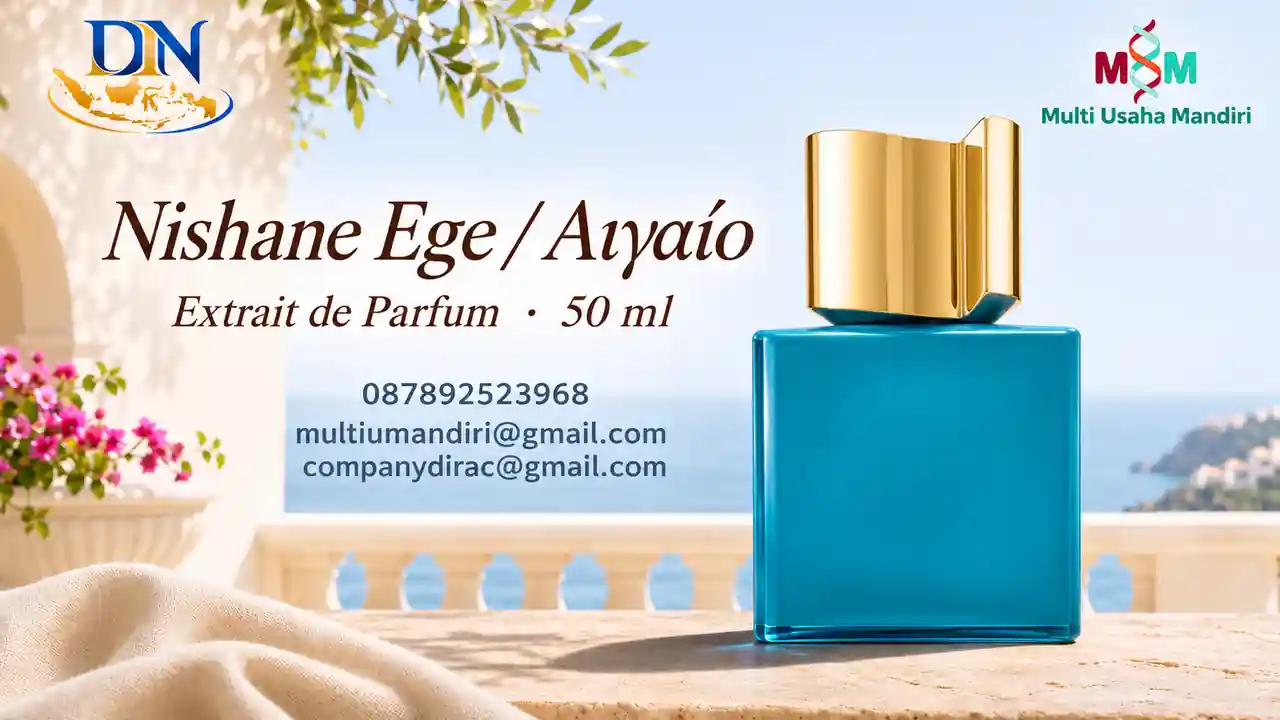 DN
MSM
Multi Usaha Mandiri
Nishane Ege / Αιγαίο
Extrait de Parfum · 50 ml
087892523968
multiumandiri@gmail.com
companydirac@gmail.com